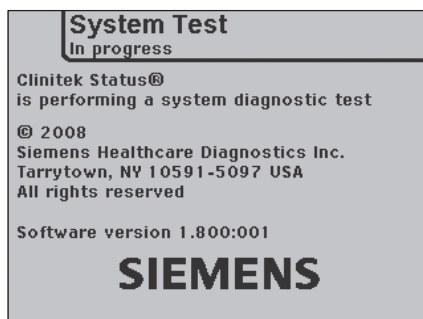 System Test
In progress
Clinitek Status®
is performing a system diagnostic test
© 2008
Siemens Healthcare Diagnostics Inc.
Tarrytown, NY 10591-5097 USA
All rights reserved
Software version 1.800:001
SIEMENS